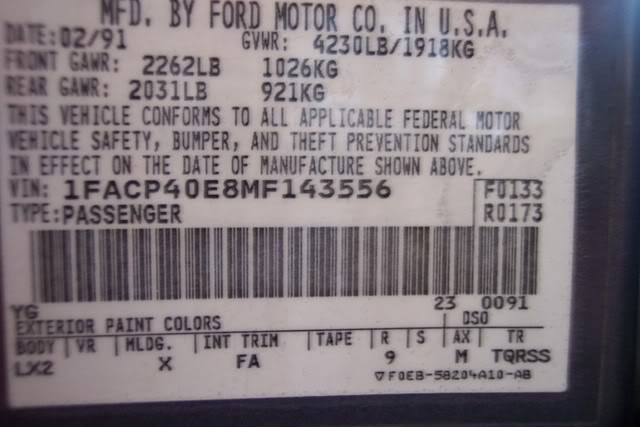 MFD. BY FORD MOTOR CO. IN U.S.A.
DATE: 02/91 GVWR: 4230LB/1918KG
FRONT GAWR: 2262LB 1026KG
REAR GAWR: 2031LB 921KG
THIS VEHICLE CONFORMS TO ALL APPLICABLE FEDERAL MOTOR
VEHICLE SAFETY, BUMPER, AND THEFT PREVENTION STANDARDS
IN EFFECT ON THE DATE OF MANUFACTURE SHOWN ABOVE.
VIN: 1FACP40E8MF143556 F0133
TYPE: PASSENGER R0173
YG 23 0091
EXTERIOR PAINT COLORS DSO
BODY VR MLDG. INT TRIM TAPE R S AX TR
LX2 X FA 9 M TQRSS
F0EB-58204A10-AB